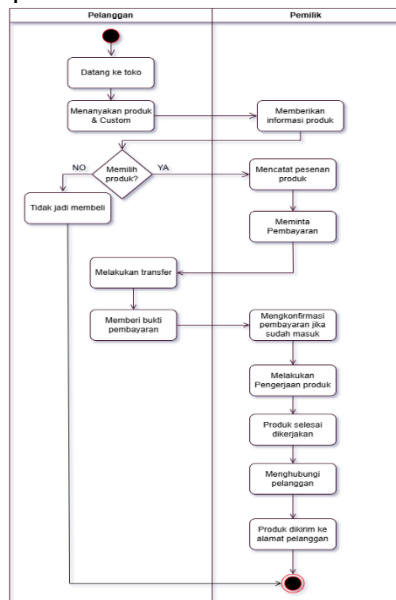 Pelanggan
Pemilik
Datang ke toko
Menanyakan produk
& Custom
Memberikan
informasi produk
NO
Memilih
produk?
YA
Mencatat pesenan
produk
Tidak jadi membeli
Meminta
Pembayaran
Melakukan transfer
Memberi bukti
pembayaran
Mengkonfirmasi
pembayaran jika
sudah masuk
Melakukan
Pengerjaan produk
Produk selesai
dikerjakan
Menghubungi
pelanggan
Produk dikirim ke
alamat pelanggan